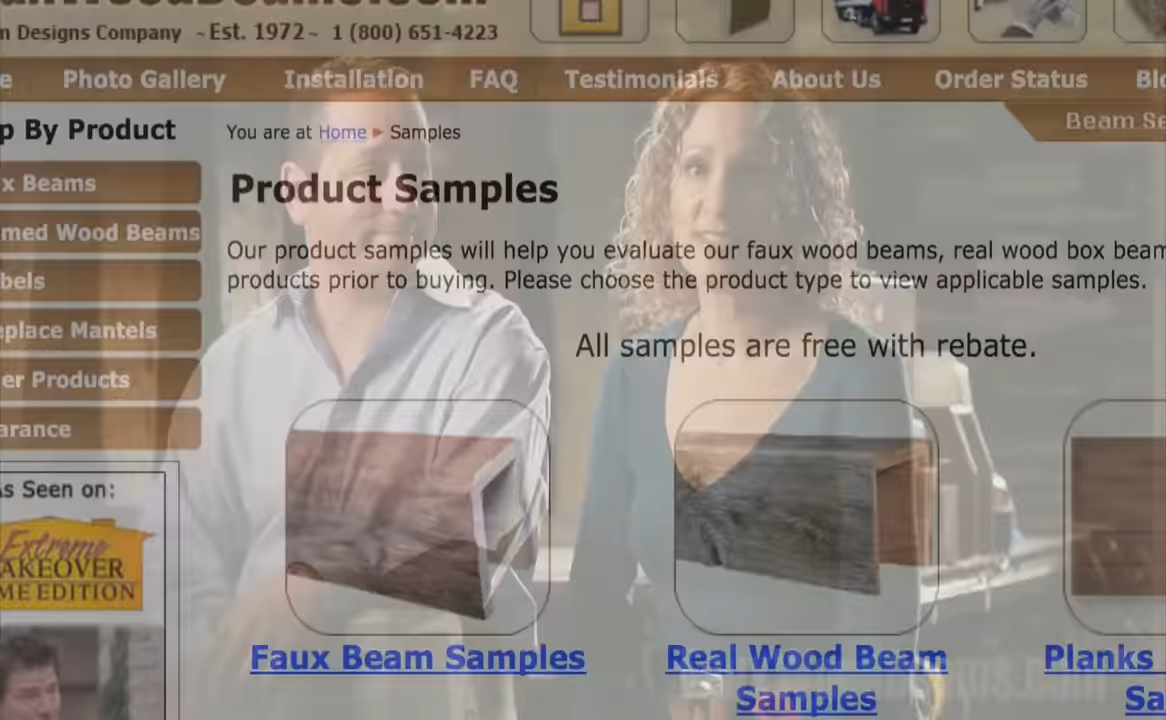 n Designs Company ~Est. 1972~ 1 (800) 651-4223
e Photo Gallery Installation FAQ Testimonials About Us Order Status Blo
Beam Se
p By Product
You are at Home ▸ Samples
x Beams
Product Samples
med Wood Beams
Our product samples will help you evaluate our faux wood beams, real wood box beam
bels
products prior to buying. Please choose the product type to view applicable samples.
eplace Mantels
All samples are free with rebate.
er Products
arance
As Seen on:
Extreme
AKEOVER
ME EDITION
Faux Beam Samples
Real Wood Beam
Samples
Planks
Sa